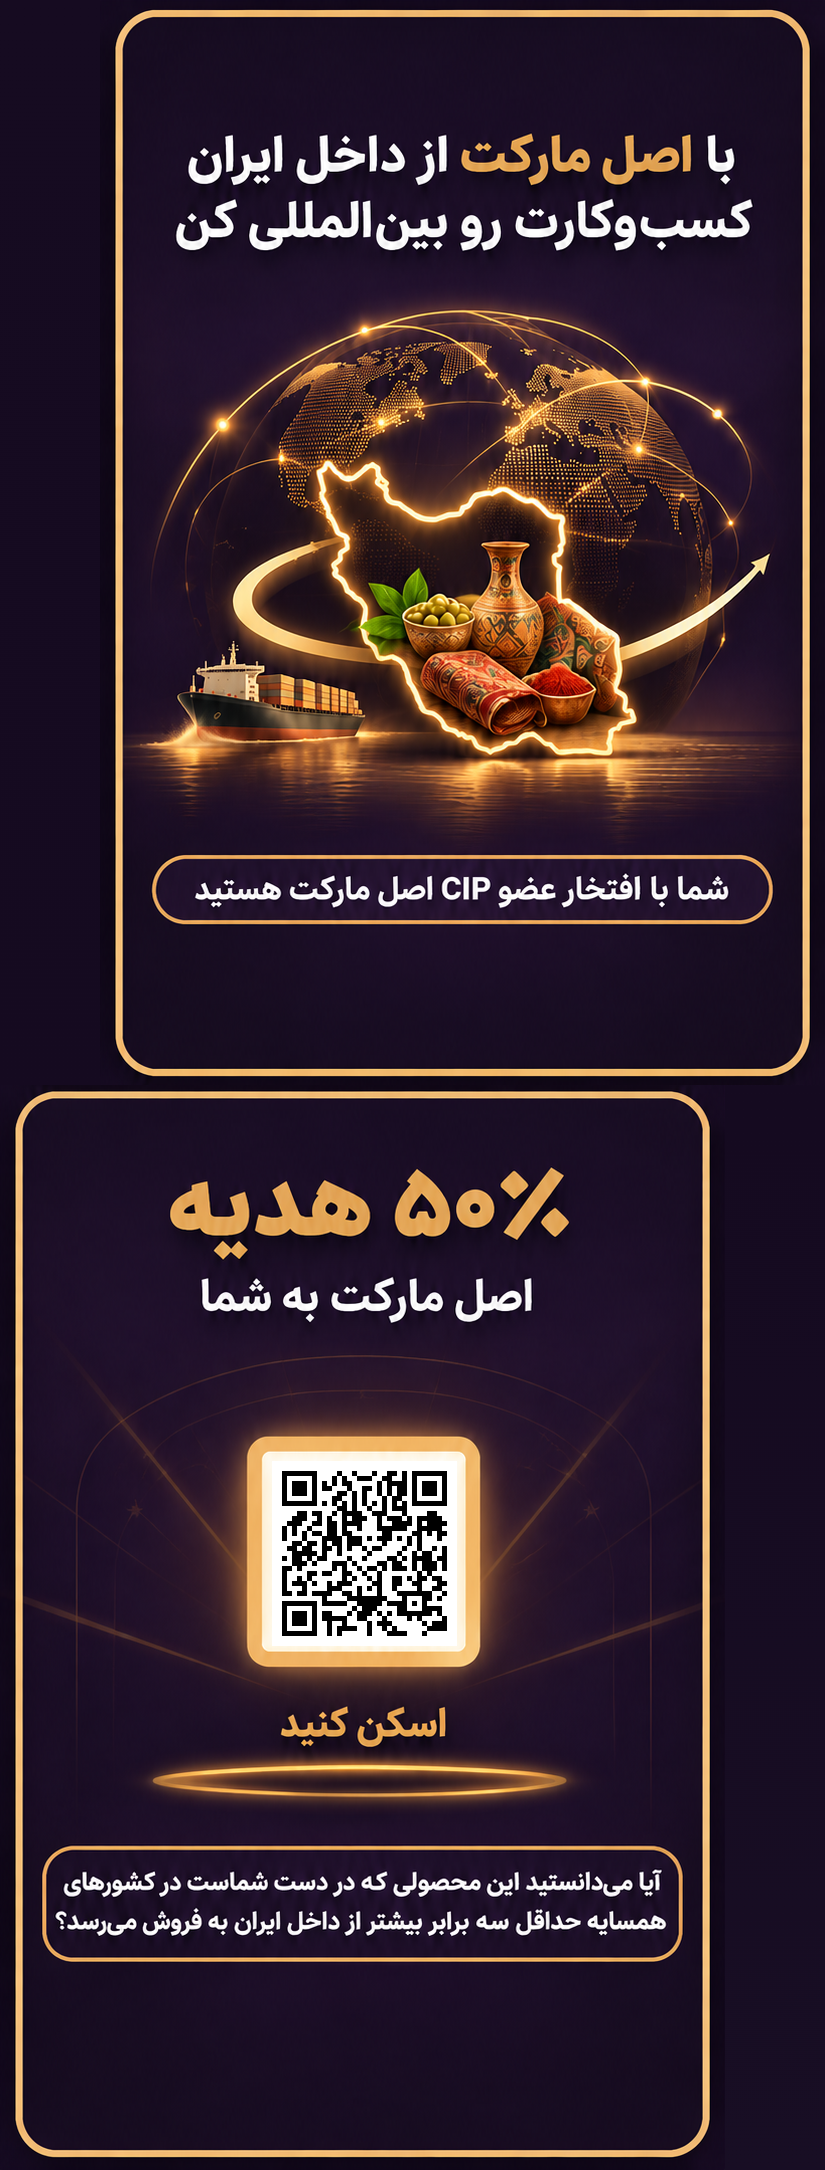 با اصل مارکت از داخل ایران
کسب‌وکارت رو بین‌المللی کن
شما با افتخار عضو CIP اصل مارکت هستید
۵۰٪ هدیه
اصل مارکت به شما
اسکن کنید
آیا می‌دانستید این محصولی که در دست شماست در کشورهای
همسایه حداقل سه برابر بیشتر از داخل ایران به فروش می‌رسد؟